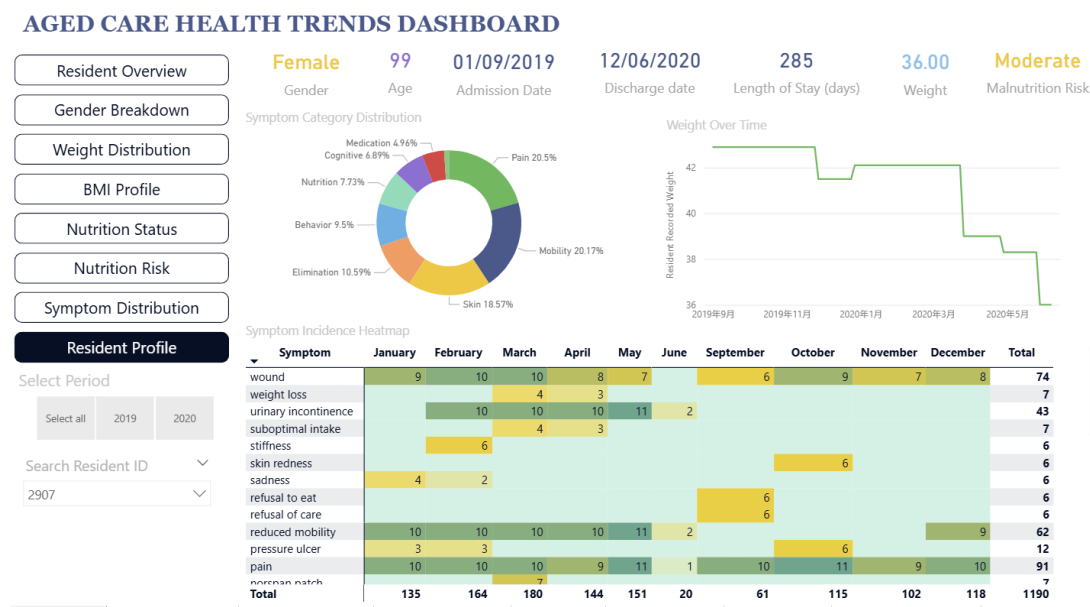 AGED CARE HEALTH TRENDS DASHBOARD
Resident Overview
Gender Breakdown
Weight Distribution
BMI Profile
Nutrition Status
Nutrition Risk
Symptom Distribution
Resident Profile
Select Period
Select all 2019 2020
Search Resident ID
2907
Female 99 01/09/2019 12/06/2020 285 36.00 Moderate
Gender Age Admission Date Discharge date Length of Stay (days) Weight Malnutrition Risk
Symptom Category Distribution
Medication 4.96%
Cognitive 6.89%
Pain 20.5%
Nutrition 7.73%
Behavior 9.5%
Mobility 20.17%
Elimination 10.59%
Skin 18.57%
Weight Over Time
Resident Recorded Weight
42
40
38
36
2019年9月 2019年11月 2020年1月 2020年3月 2020年5月
Symptom Incidence Heatmap
Symptom January February March April May June September October November December Total
wound 9 10 10 8 7 6 9 7 8 74
weight loss 4 3 7
urinary incontinence 10 10 10 11 2 43
suboptimal intake 4 3 7
stiffness 6 6
skin redness 6 6
sadness 4 2 6
refusal to eat 6 6
refusal of care 6 6
reduced mobility 10 10 10 10 11 2 9 62
pressure ulcer 3 3 6 12
pain 10 10 10 9 11 1 10 11 9 10 91
norspan patch 7 7
Total 135 164 180 144 151 20 61 115 102 118 1190